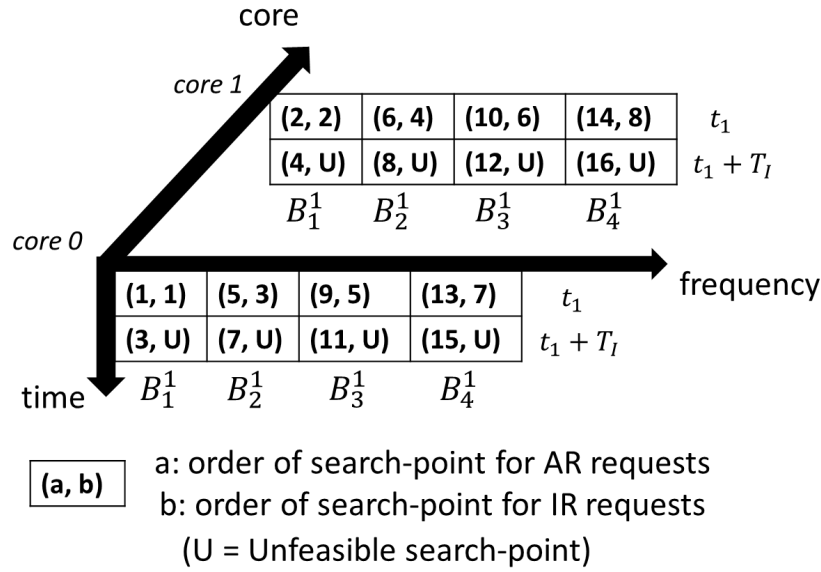 core
core 1
(2, 2) (6, 4) (10, 6) (14, 8) t₁
(4, U) (8, U) (12, U) (16, U) t₁ + T_I
B₁¹ B₂¹ B₃¹ B₄¹
core 0
frequency
(1, 1) (5, 3) (9, 5) (13, 7) t₁
(3, U) (7, U) (11, U) (15, U) t₁ + T_I
time
B₁¹ B₂¹ B₃¹ B₄¹
(a, b)
a: order of search-point for AR requests
b: order of search-point for IR requests
(U = Unfeasible search-point)